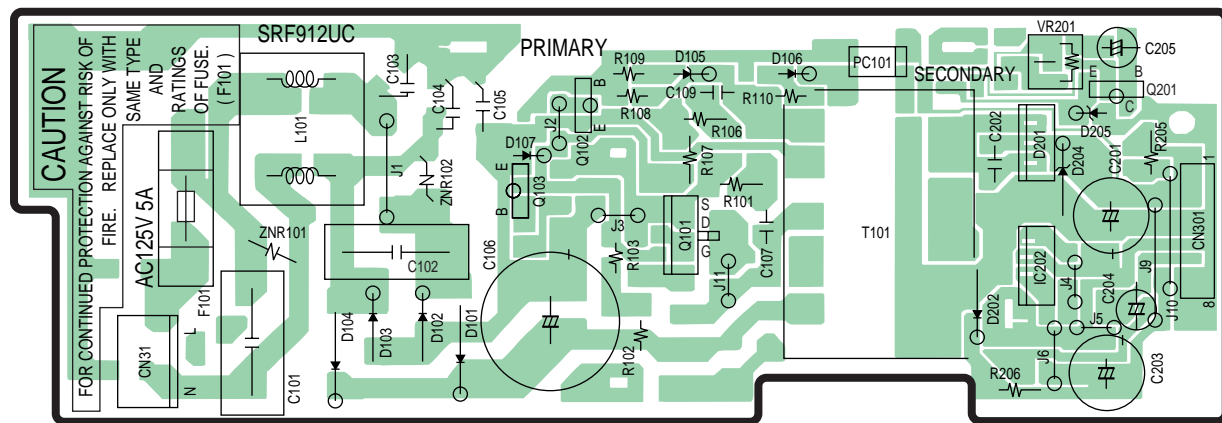 CAUTION
FOR CONTINUED PROTECTION AGAINST RISK OF
FIRE. REPLACE ONLY WITH
SAME TYPE
AND
RATINGS
OF FUSE.
( F101 )
AC125V 5A
F101
CN31
L
N
SRF912UC
L101
ZNR101
C101
C103
C104
C105
J1
ZNR102
C102
D104
D103
D102
D101
C106
PRIMARY
J2
B
E
Q102
D107
E
B
Q103
R109
R108
D105
C109
R106
R107
R101
D106
R110
J3
R103
R102
Q101
S
D
G
C107
J11
PC101
T101
SECONDARY
VR201
C205
E
B
C
Q201
D205
C202
D201
D204
C201
R205
1
CN301
8
IC202
D202
J4
C204
J9
J10
J5
J6
R206
C203